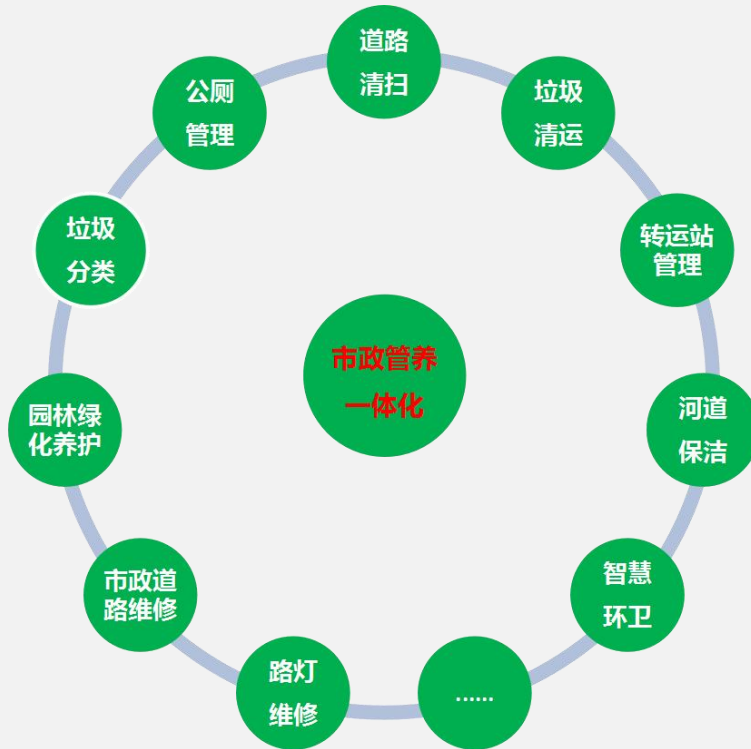 道路
清扫
垃圾
清运
转运站
管理
河道
保洁
智慧
环卫
......
路灯
维修
市政道
路维修
园林绿
化养护
垃圾
分类
公厕
管理
市政管养
一体化